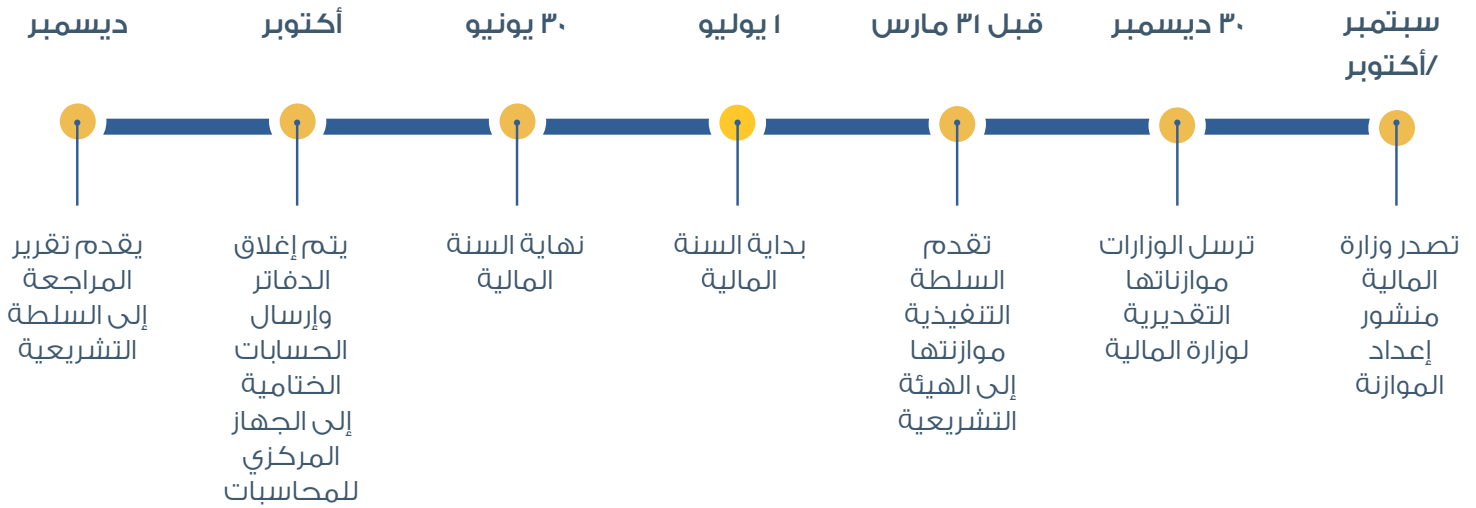 سبتمبر
/أكتوبر
٣٠ ديسمبر
قبل ٣١ مارس
١ يوليو
٣٠ يونيو
أكتوبر
ديسمبر
تصدر وزارة
المالية
منشور
إعداد
الموازنة
ترسل الوزارات
موازناتها
التقديرية
لوزارة المالية
تقدم
السلطة
التنفيذية
موازنتها
إلى الهيئة
التشريعية
بداية السنة
المالية
نهاية السنة
المالية
يتم إغلاق
الدفاتر
وإرسال
الحسابات
الختامية
إلى الجهاز
المركزي
للمحاسبات
يقدم تقرير
المراجعة
إلى السلطة
التشريعية